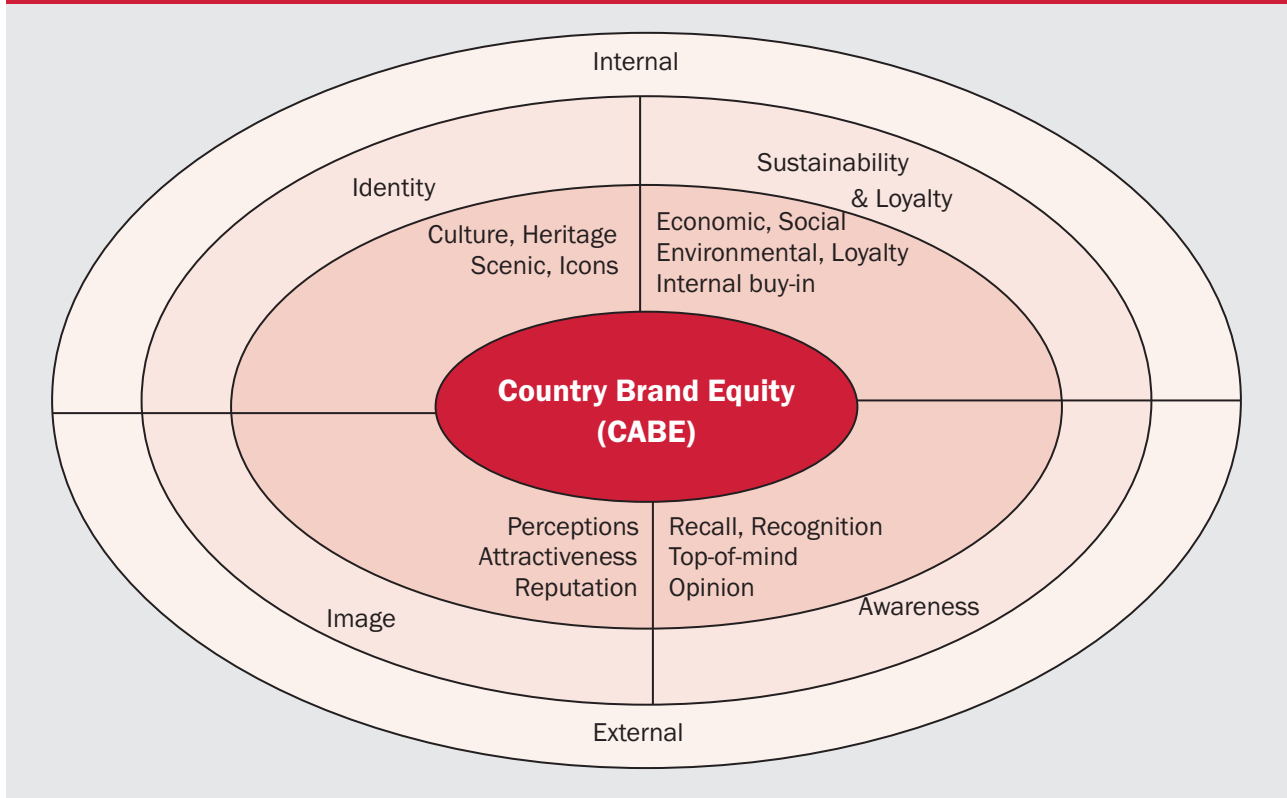 Internal
Identity
Sustainability
& Loyalty
Culture, Heritage
Scenic, Icons
Economic, Social
Environmental, Loyalty
Internal buy-in
Country Brand Equity
(CABE)
Perceptions
Attractiveness
Reputation
Recall, Recognition
Top-of-mind
Opinion
Image
Awareness
External